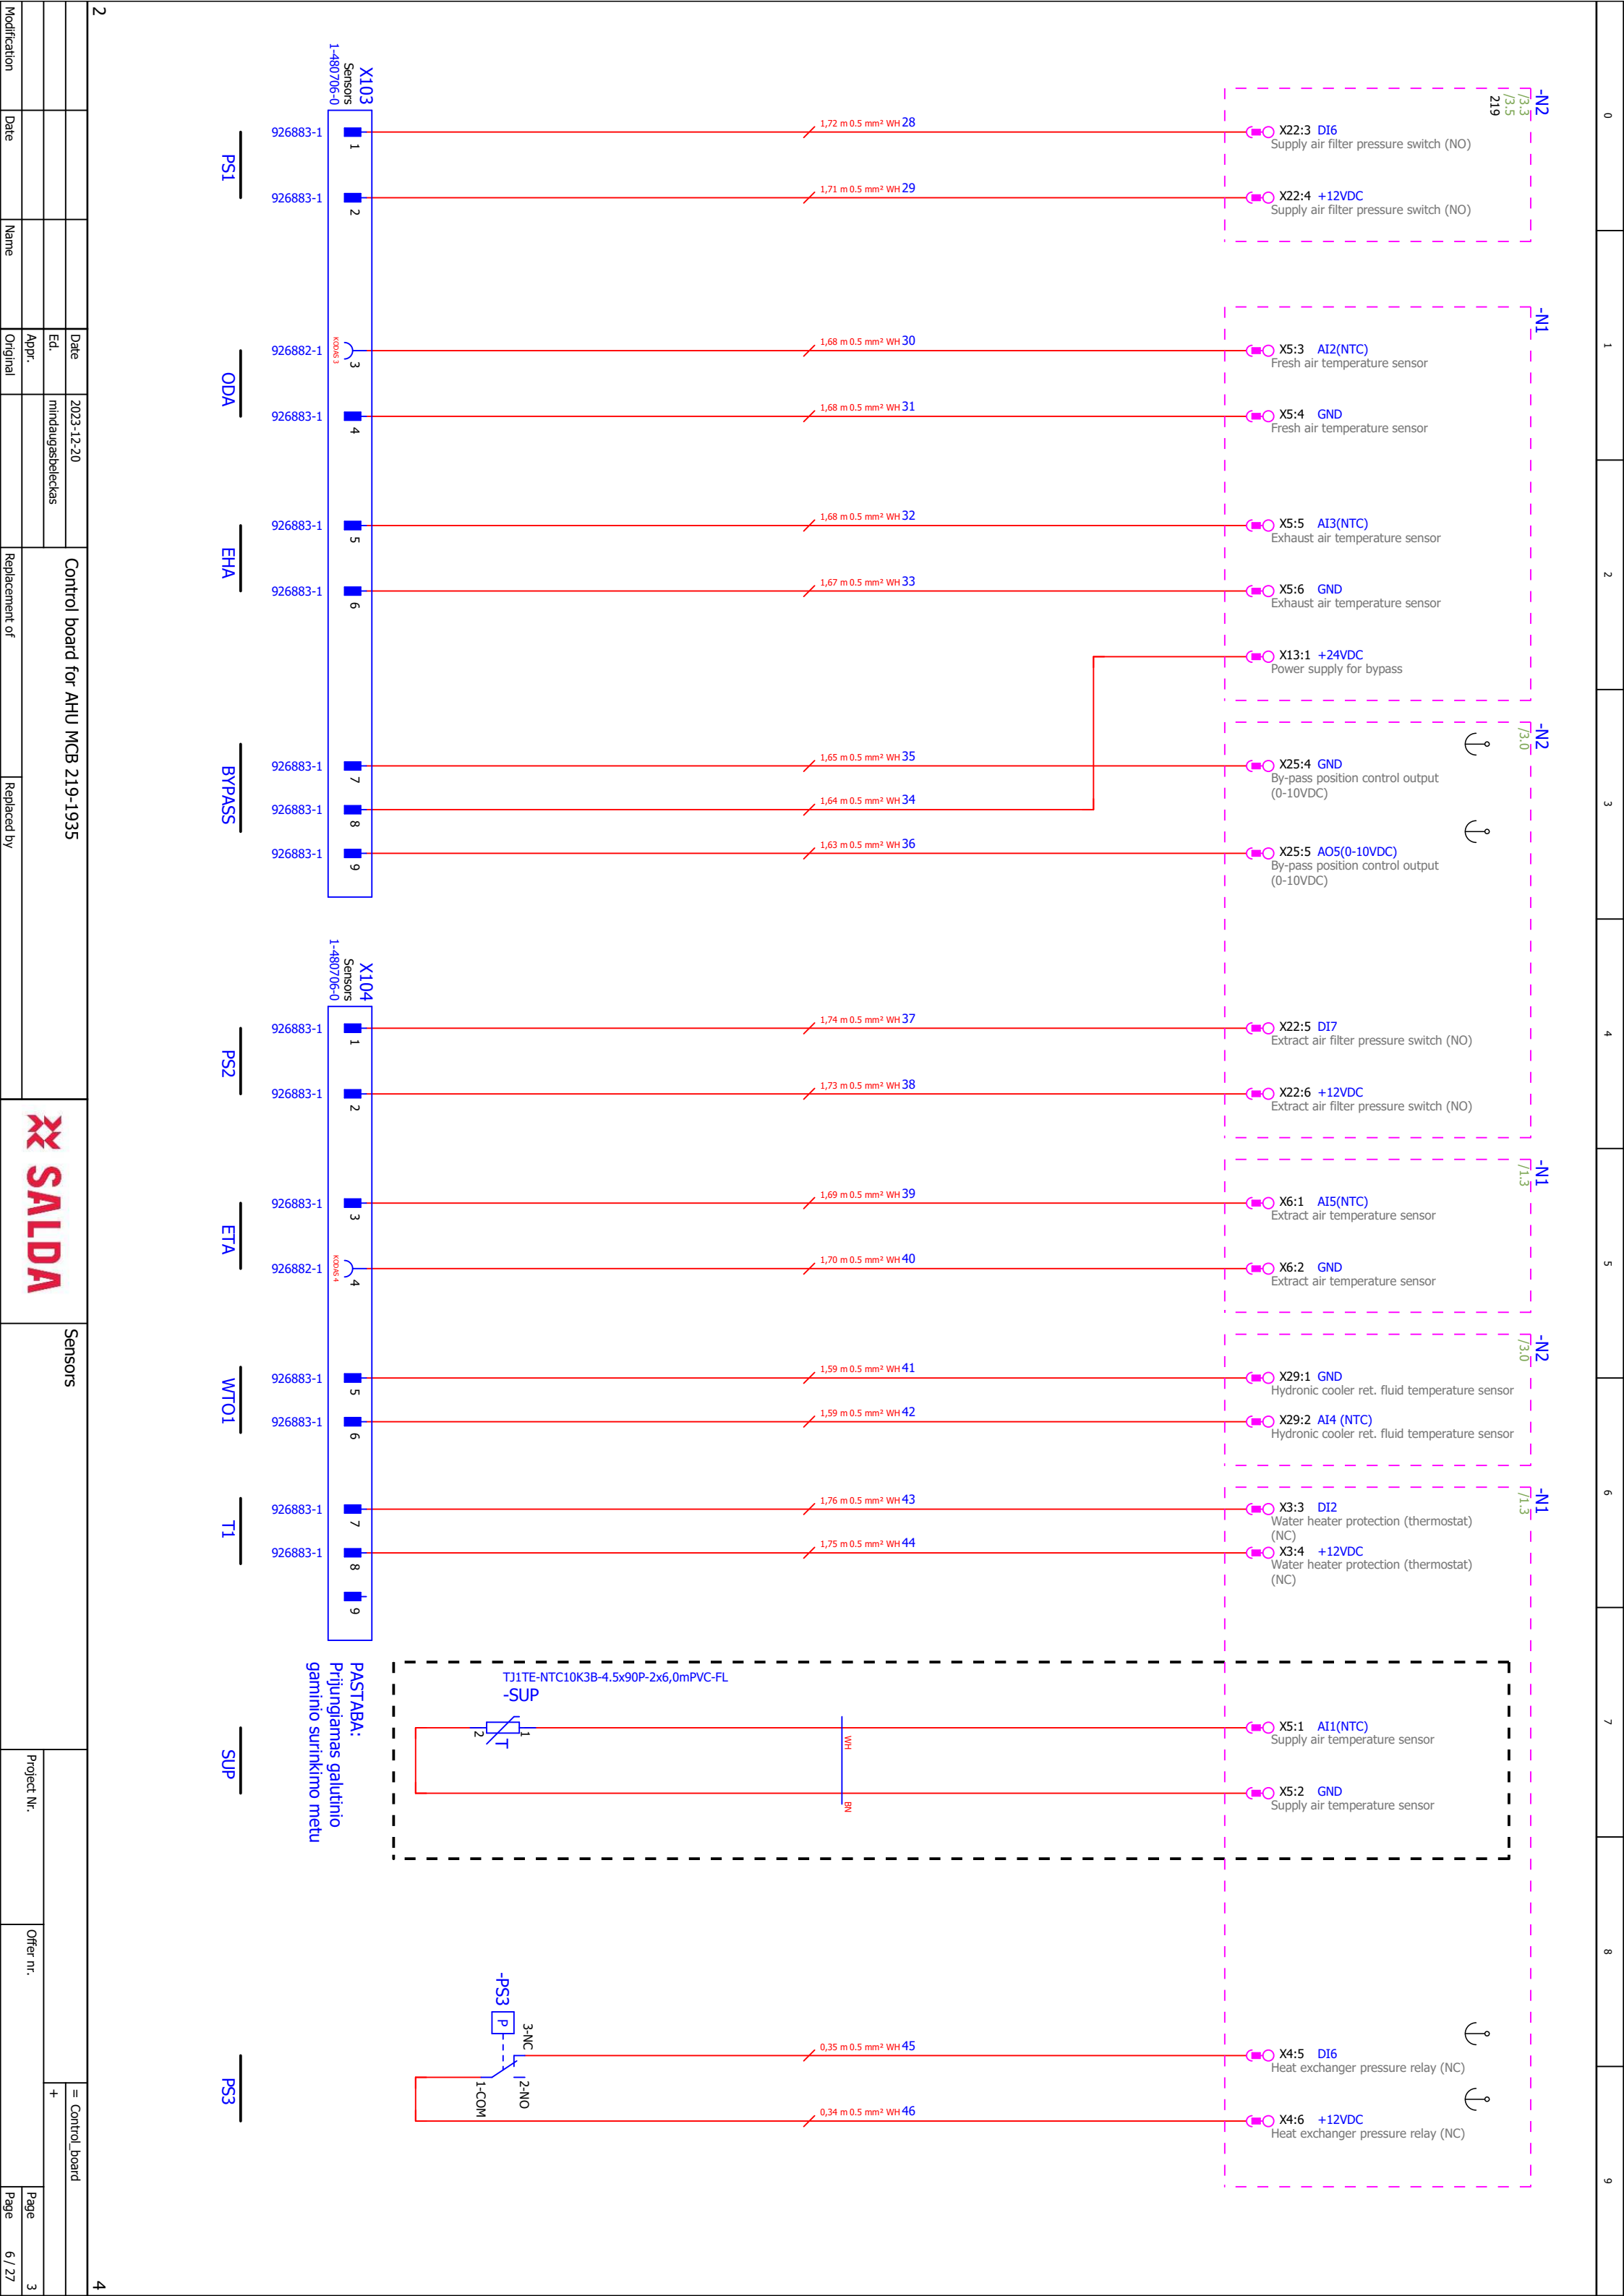 0
1
2
3
4
5
6
7
8
9
-N2
/3.3
/3.5
219
X22:3 DI6
Supply air filter pressure switch (NO)
X22:4 +12VDC
Supply air filter pressure switch (NO)
-N1
X5:3 AI2(NTC)
Fresh air temperature sensor
X5:4 GND
Fresh air temperature sensor
X5:5 AI3(NTC)
Exhaust air temperature sensor
X5:6 GND
Exhaust air temperature sensor
X13:1 +24VDC
Power supply for bypass
-N2
/3.0
X25:4 GND
By-pass position control output
(0-10VDC)
X25:5 AO5(0-10VDC)
By-pass position control output
(0-10VDC)
X22:5 DI7
Extract air filter pressure switch (NO)
X22:6 +12VDC
Extract air filter pressure switch (NO)
-N1
/1.3
X6:1 AI5(NTC)
Extract air temperature sensor
X6:2 GND
Extract air temperature sensor
-N2
/3.0
X29:1 GND
Hydronic cooler ret. fluid temperature sensor
X29:2 AI4 (NTC)
Hydronic cooler ret. fluid temperature sensor
-N1
/1.3
X3:3 DI2
Water heater protection (thermostat)
(NC)
X3:4 +12VDC
Water heater protection (thermostat)
(NC)
X5:1 AI1(NTC)
Supply air temperature sensor
X5:2 GND
Supply air temperature sensor
X4:5 DI6
Heat exchanger pressure relay (NC)
X4:6 +12VDC
Heat exchanger pressure relay (NC)
1,72 m 0.5 mm² WH 28
1,71 m 0.5 mm² WH 29
1,68 m 0.5 mm² WH 30
1,68 m 0.5 mm² WH 31
1,68 m 0.5 mm² WH 32
1,67 m 0.5 mm² WH 33
1,65 m 0.5 mm² WH 35
1,64 m 0.5 mm² WH 34
1,63 m 0.5 mm² WH 36
1,74 m 0.5 mm² WH 37
1,73 m 0.5 mm² WH 38
1,69 m 0.5 mm² WH 39
1,70 m 0.5 mm² WH 40
1,59 m 0.5 mm² WH 41
1,59 m 0.5 mm² WH 42
1,76 m 0.5 mm² WH 43
1,75 m 0.5 mm² WH 44
WH
BN
0,35 m 0.5 mm² WH 45
0,34 m 0.5 mm² WH 46
TJ1TE-NTC10K3B-4.5x90P-2x6,0mPVC-FL
-SUP
1
2
T
-PS3
P
3-NC
2-NO
1-COM
X103
Sensors
1-480706-0
1
2
KODAS 3
3
4
5
6
7
8
9
X104
Sensors
1-480706-0
1
2
3
KODAS 4
4
5
6
7
8
9
PASTABA:
Prijungiamas galutinio
gaminio surinkimo metu
926883-1
926883-1
926882-1
926883-1
926883-1
926883-1
926883-1
926883-1
926883-1
926883-1
926883-1
926883-1
926882-1
926883-1
926883-1
926883-1
926883-1
PS1
ODA
EHA
BYPASS
PS2
ETA
WTO1
T1
SUP
PS3
2
4
Modification
Date
Name
Date
2023-12-20
Ed.
mindaugasbeleckas
Appr.
Original
Control board for AHU MCB 219-1935
Replacement of
Replaced by
SALDA
Sensors
Project Nr.
Offer nr.
= Control_board
+
Page 3
Page 6 / 27